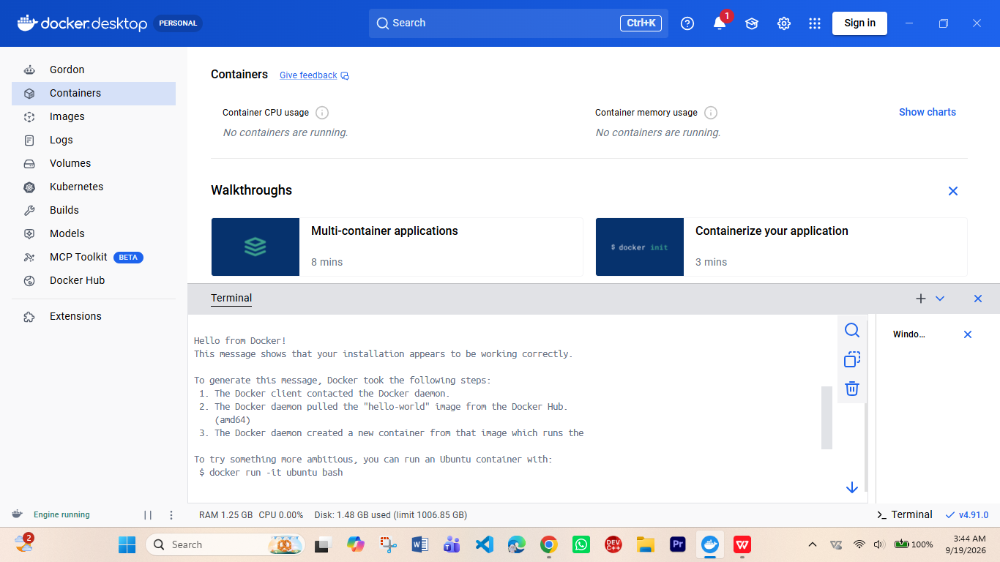 docker.desktop PERSONAL
Search Ctrl+K
1
Sign in
Gordon
Containers
Images
Logs
Volumes
Kubernetes
Builds
Models
MCP Toolkit BETA
Docker Hub
Extensions
Containers Give feedback
Container CPU usage
No containers are running.
Container memory usage
No containers are running.
Show charts
Walkthroughs
Multi-container applications
8 mins
$ docker init
Containerize your application
3 mins
Terminal
Hello from Docker!
This message shows that your installation appears to be working correctly.
To generate this message, Docker took the following steps:
1. The Docker client contacted the Docker daemon.
2. The Docker daemon pulled the "hello-world" image from the Docker Hub.
(amd64)
3. The Docker daemon created a new container from that image which runs the
To try something more ambitious, you can run an Ubuntu container with:
$ docker run -it ubuntu bash
Windo...
Engine running
RAM 1.25 GB CPU 0.00% Disk: 1.48 GB used (limit 1006.85 GB)
Terminal
v4.91.0
2
Search
DEV C++
Pr
W
100%
3:44 AM
9/19/2026